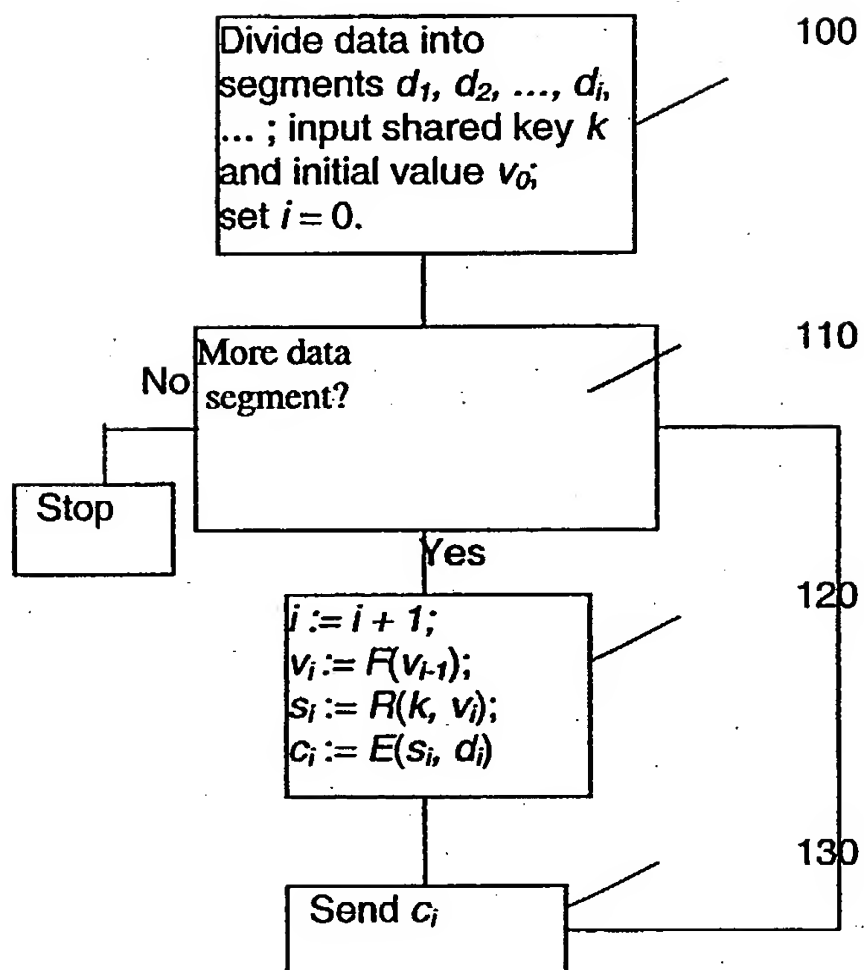 Divide data into
segments d₁, d₂, ..., dᵢ,
... ; input shared key k
and initial value v₀;
set i = 0.
100
More data
segment?
110
No
Stop
Yes
i := i + 1;
vᵢ := F(vᵢ₋₁);
sᵢ := R(k, vᵢ);
cᵢ := E(sᵢ, dᵢ)
120
Send cᵢ
130